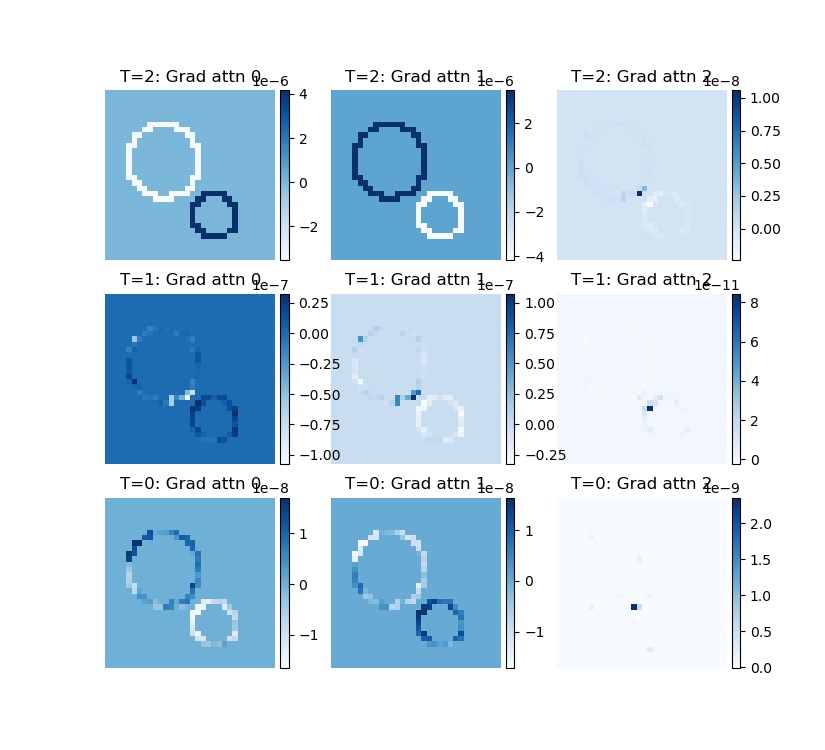 T=2: Grad attn 0
1e−6
4
2
0
−2
T=2: Grad attn 1
1e−6
2
0
−2
−4
T=2: Grad attn 2
1e−8
1.00
0.75
0.50
0.25
0.00
T=1: Grad attn 0
1e−7
0.25
0.00
−0.25
−0.50
−0.75
−1.00
T=1: Grad attn 1
1e−7
1.00
0.75
0.50
0.25
0.00
−0.25
T=1: Grad attn 2
1e−11
8
6
4
2
0
T=0: Grad attn 0
1e−8
1
0
−1
T=0: Grad attn 1
1e−8
1
0
−1
T=0: Grad attn 2
1e−9
2.0
1.5
1.0
0.5
0.0